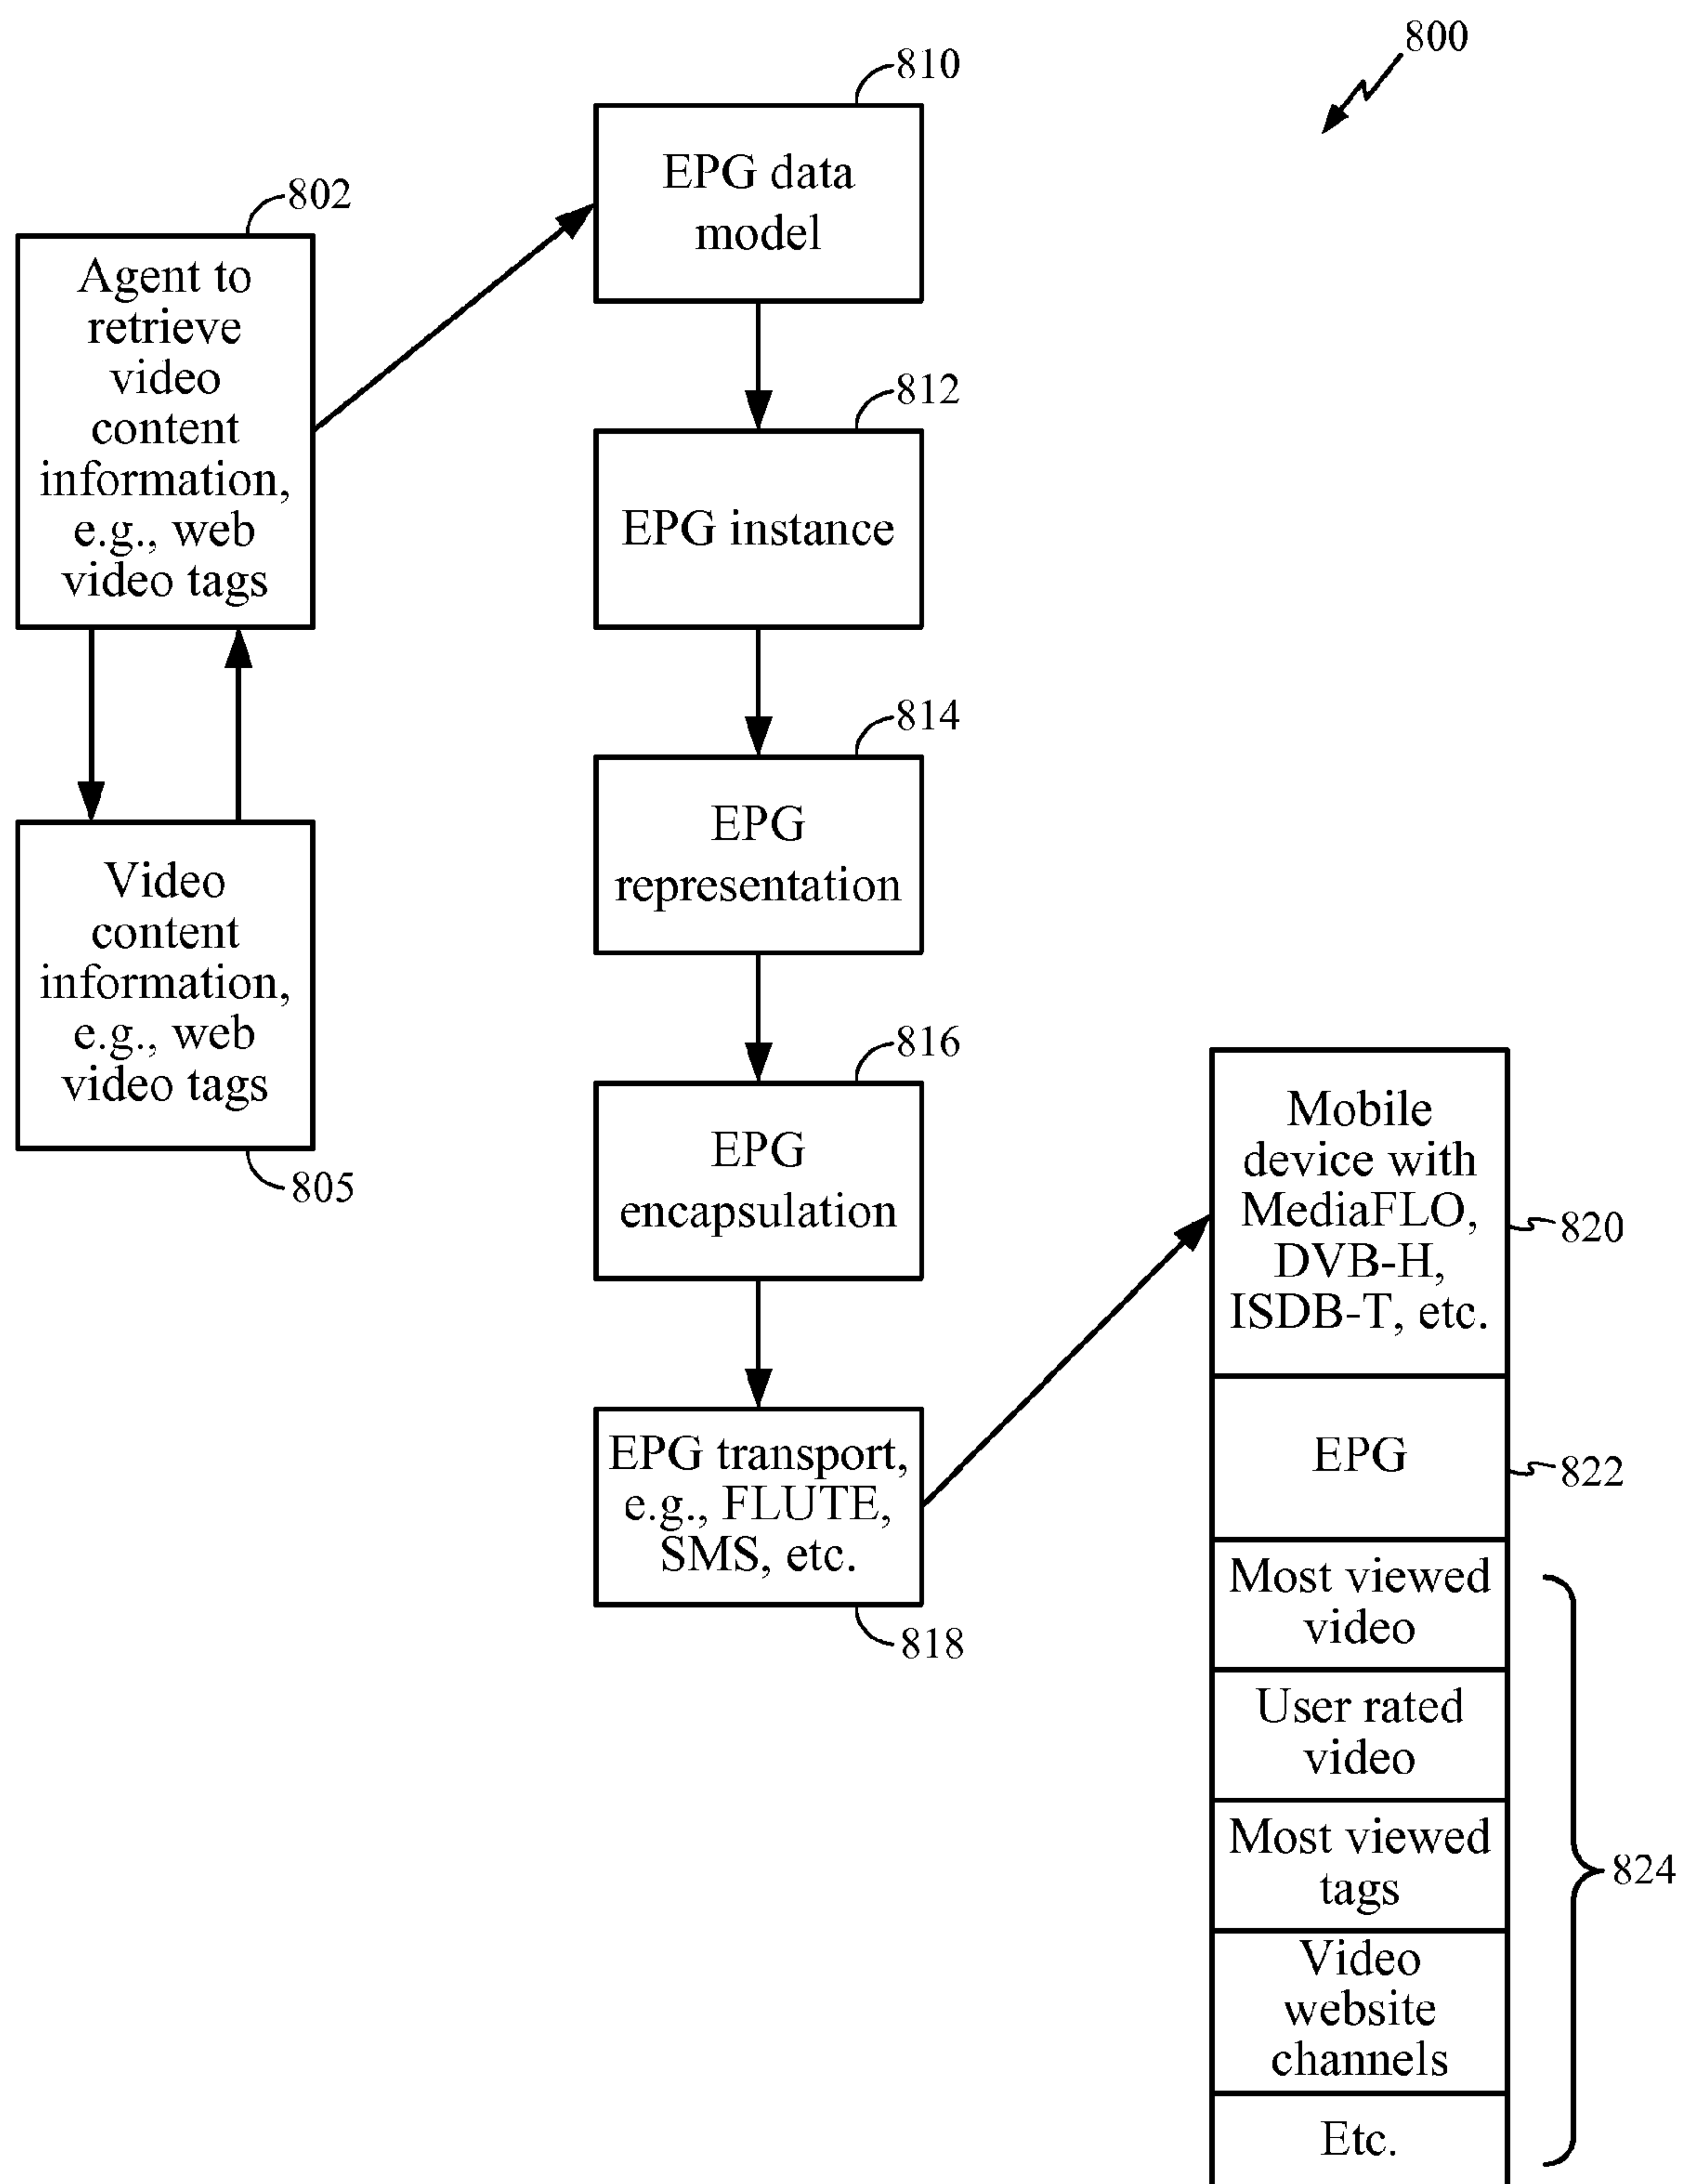 800
802
Agent to
retrieve
video
content
information,
e.g., web
video tags
Video
content
information,
e.g., web
video tags
805
810
EPG data
model
812
EPG instance
814
EPG
representation
816
EPG
encapsulation
EPG transport,
e.g., FLUTE,
SMS, etc.
818
Mobile
device with
MediaFLO,
DVB-H,
ISDB-T, etc.
820
EPG
822
Most viewed
video
User rated
video
Most viewed
tags
Video
website
channels
Etc.
824